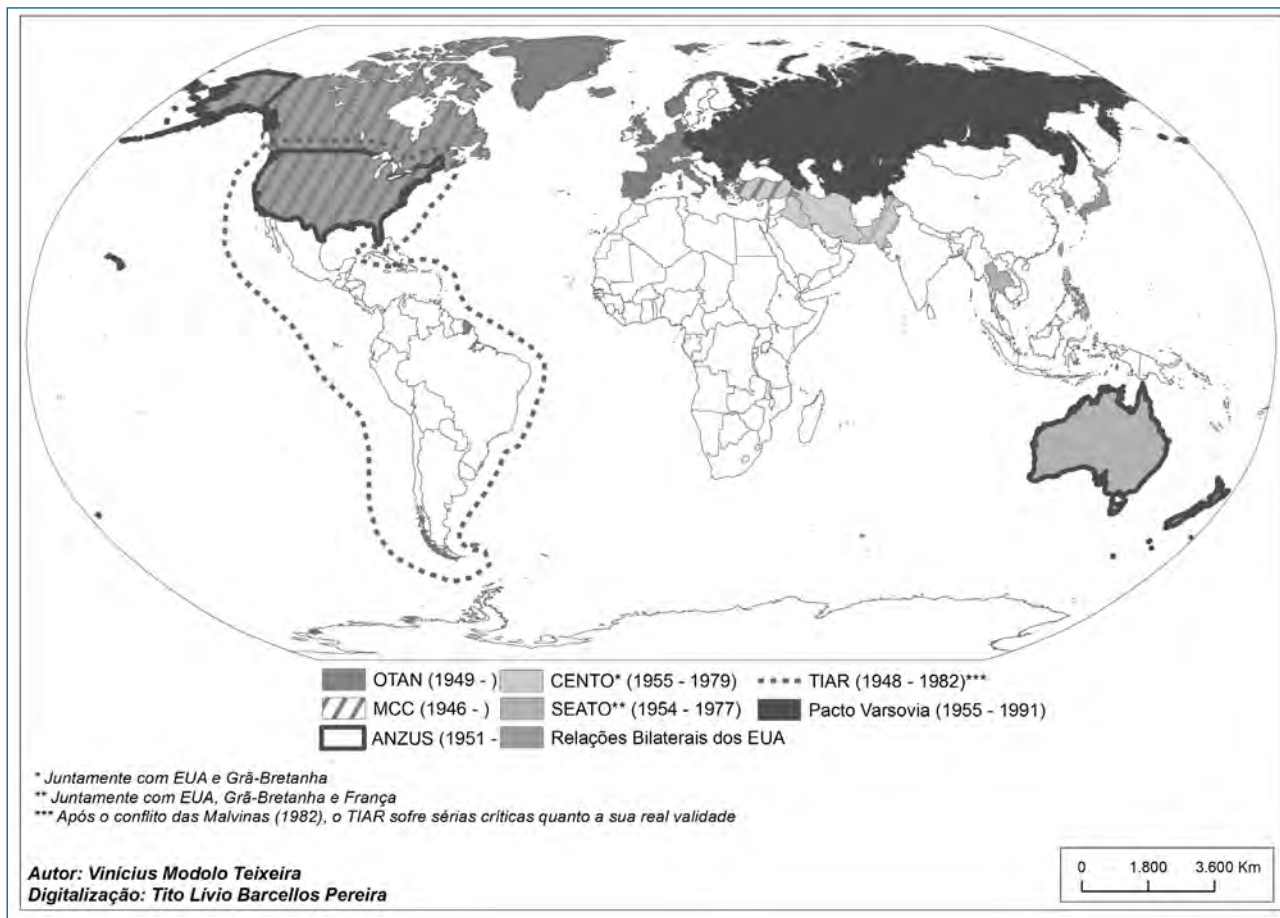 OTAN (1949 - )
MCC (1946 - )
ANZUS (1951 -
CENTO* (1955 - 1979)
SEATO** (1954 - 1977)
Relações Bilaterais dos EUA
TIAR (1948 - 1982)***
Pacto Varsovia (1955 - 1991)
* Juntamente com EUA e Grã-Bretanha
** Juntamente com EUA, Grã-Bretanha e França
*** Após o conflito das Malvinas (1982), o TIAR sofre sérias críticas quanto a sua real validade
Autor: Vinícius Modolo Teixeira
Digitalização: Tito Lívio Barcellos Pereira
0 1.800 3.600 Km